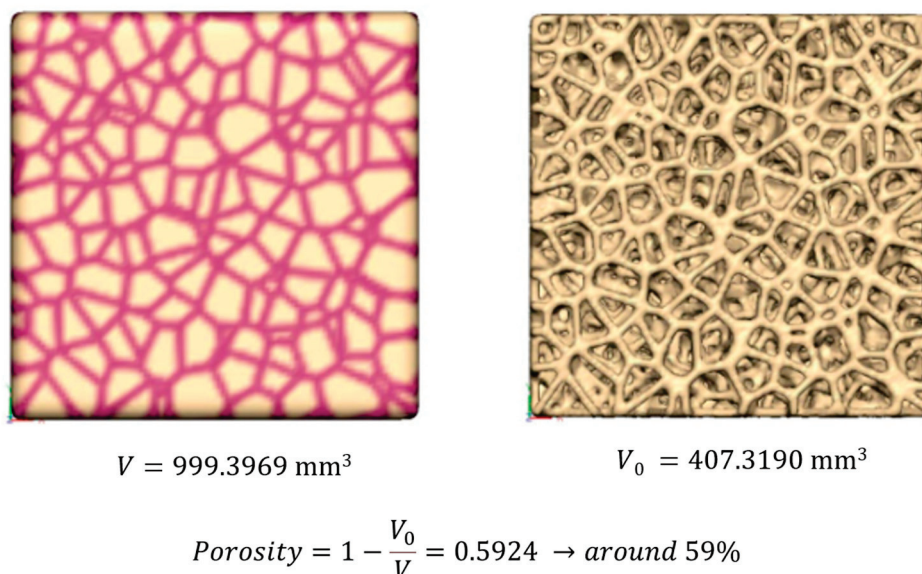 V = 999.3969 mm³
V₀ = 407.3190 mm³
Porosity = 1 − V₀/V = 0.5924 → around 59%